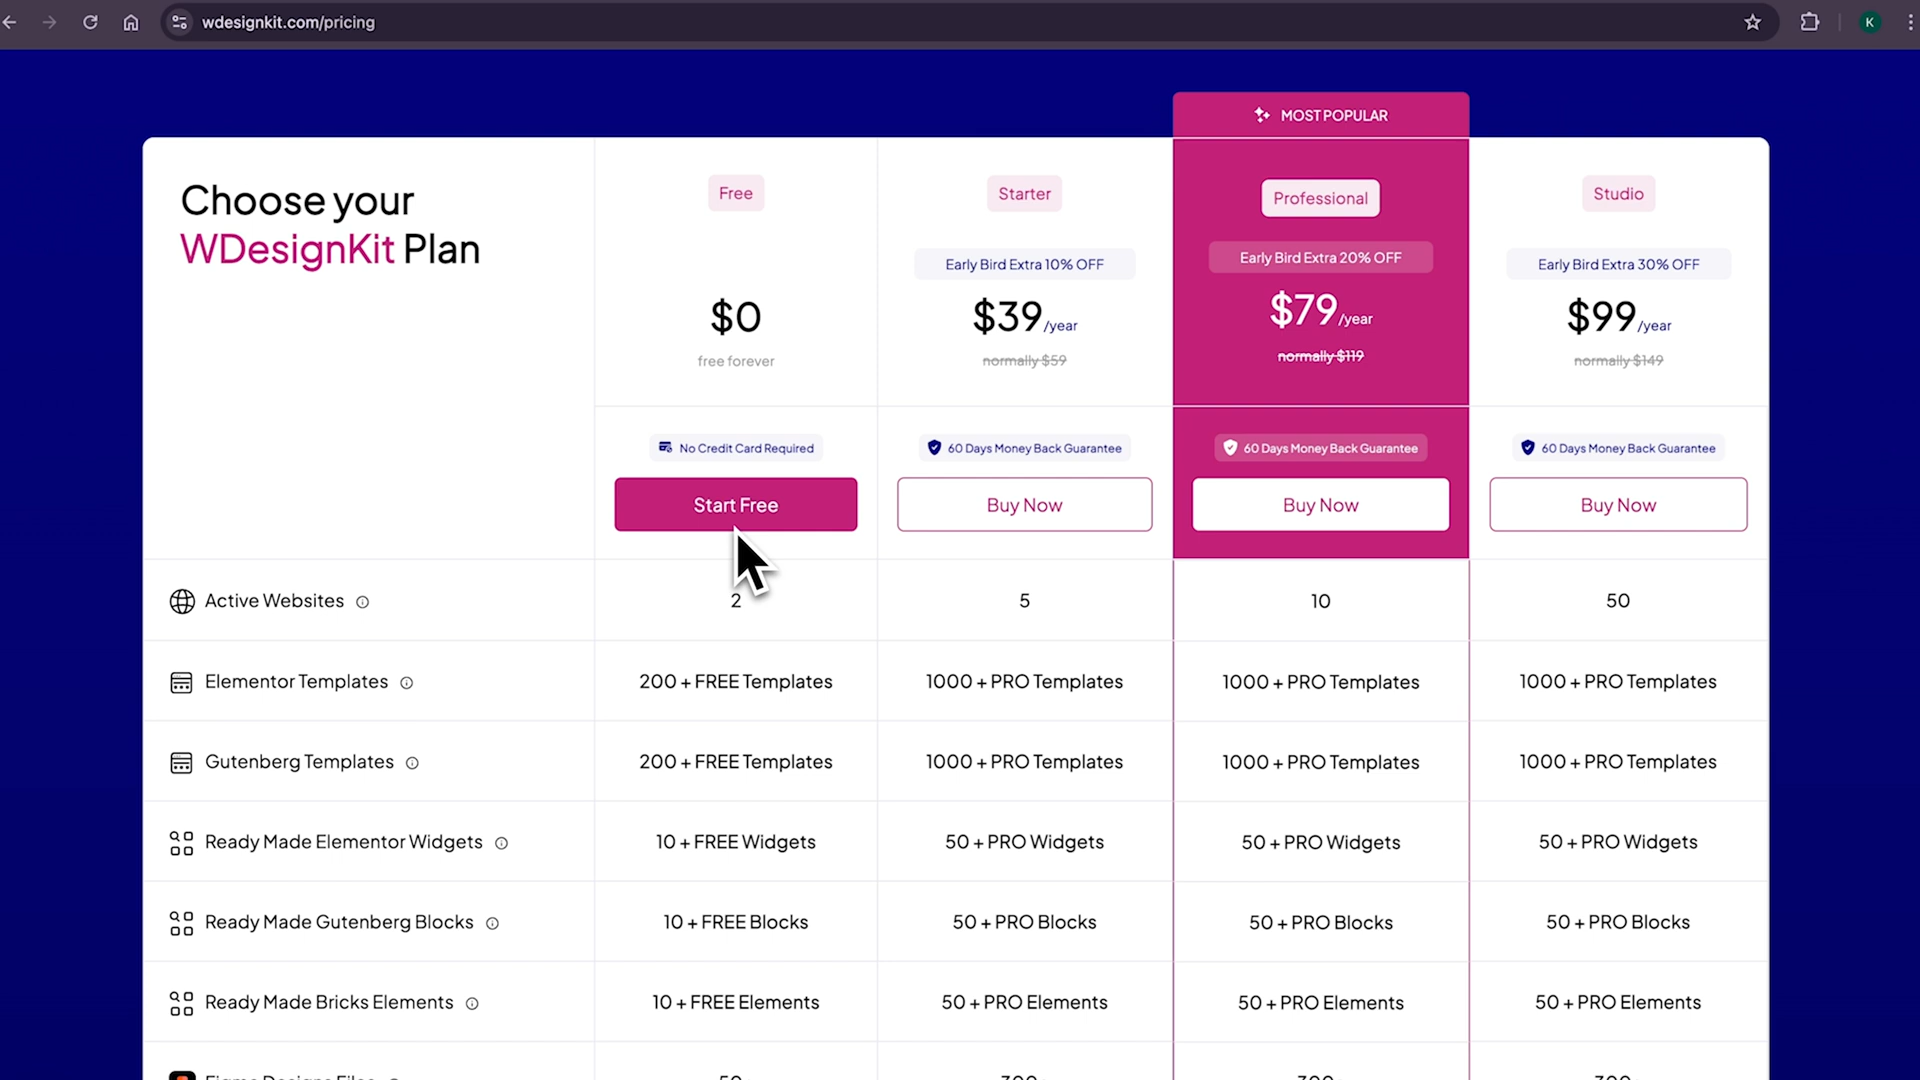 wdesignkit.com/pricing
K
MOST POPULAR
Choose your
WDesignKit Plan
Free
$0
free forever
No Credit Card Required
Start Free
Starter
Early Bird Extra 10% OFF
$39/year
normally $59
60 Days Money Back Guarantee
Buy Now
Professional
Early Bird Extra 20% OFF
$79/year
normally $119
60 Days Money Back Guarantee
Buy Now
Studio
Early Bird Extra 30% OFF
$99/year
normally $149
60 Days Money Back Guarantee
Buy Now
Active Websites 2 5 10 50
Elementor Templates 200 + FREE Templates 1000 + PRO Templates 1000 + PRO Templates 1000 + PRO Templates
Gutenberg Templates 200 + FREE Templates 1000 + PRO Templates 1000 + PRO Templates 1000 + PRO Templates
Ready Made Elementor Widgets 10 + FREE Widgets 50 + PRO Widgets 50 + PRO Widgets 50 + PRO Widgets
Ready Made Gutenberg Blocks 10 + FREE Blocks 50 + PRO Blocks 50 + PRO Blocks 50 + PRO Blocks
Ready Made Bricks Elements 10 + FREE Elements 50 + PRO Elements 50 + PRO Elements 50 + PRO Elements